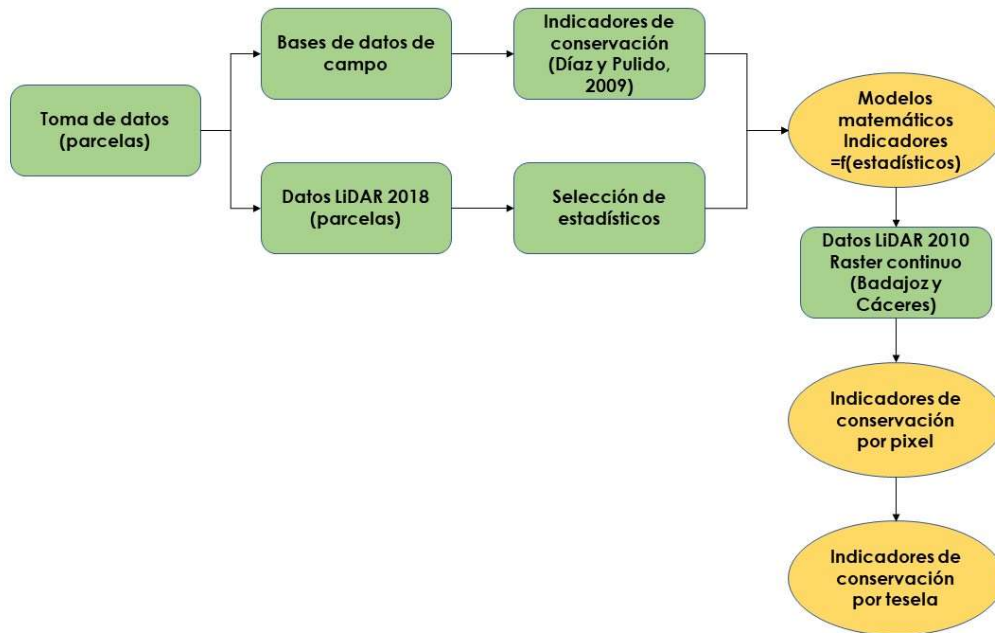 Toma de datos
(parcelas)
Bases de datos de
campo
Indicadores de
conservación
(Díaz y Pulido,
2009)
Datos LiDAR 2018
(parcelas)
Selección de
estadísticos
Modelos
matemáticos
Indicadores
=f(estadísticos)
Datos LiDAR 2010
Raster continuo
(Badajoz y
Cáceres)
Indicadores de
conservación
por pixel
Indicadores de
conservación
por tesela